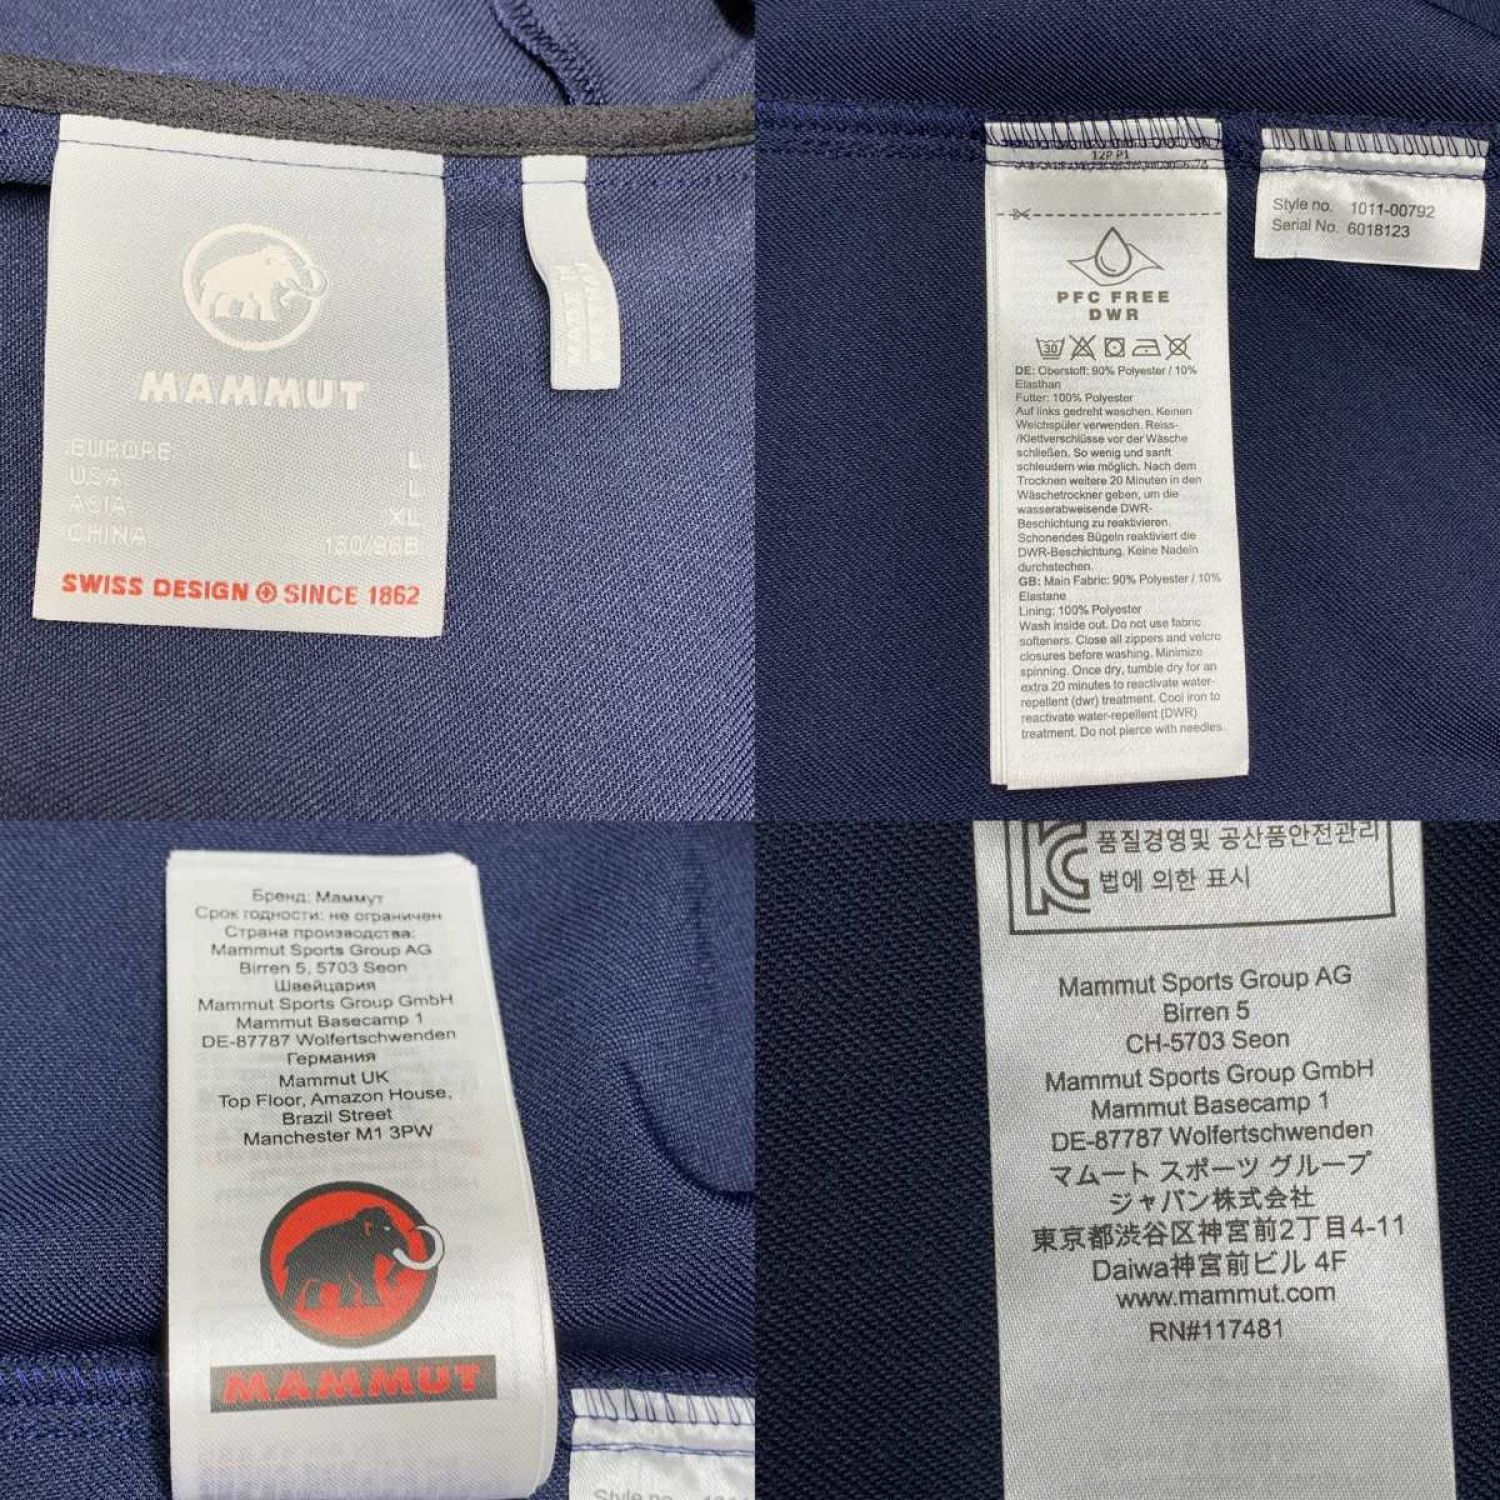 MAMMUT
EUROPE L
USA L
ASIA XL
CHINA
SWISS DESIGN SINCE 1862
12P P1
PFC FREE
DWR
30
DE: Oberstoff: 90% Polyester / 10%
Elasthan
Futter: 100% Polyester
Auf links gedreht waschen. Keinen
Weichspüler verwenden. Reiss-
/Klettverschlüsse vor der Wäsche
schließen. So wenig und sanft
schleudern wie möglich. Nach dem
Trocknen weitere 20 Minuten in den
Wäschetrockner geben, um die
wasserabweisende DWR-
Beschichtung zu reaktivieren.
Schonendes Bügeln reaktiviert die
DWR-Beschichtung. Keine Nadeln
durchstechen.
GB: Main Fabric: 90% Polyester / 10%
Elastane
Lining: 100% Polyester
Wash inside out. Do not use fabric
softeners. Close all zippers and velcro
closures before washing. Minimize
spinning. Once dry, tumble dry for an
extra 20 minutes to reactivate water-
repellent (dwr) treatment. Cool iron to
reactivate water-repellent (DWR)
treatment. Do not pierce with needles.
Style no. 1011-00792
Serial No. 6018123
Бренд: Маммут
Срок годности: не ограничен
Страна производства:
Mammut Sports Group AG
Birren 5, 5703 Seon
Швейцария
Mammut Sports Group GmbH
Mammut Basecamp 1
DE-87787 Wolfertschwenden
Германия
Mammut UK
Top Floor, Amazon House,
Brazil Street
Manchester M1 3PW
MAMMUT
Style no.
품질경영및 공산품안전관리
법에 의한 표시
Mammut Sports Group AG
Birren 5
CH-5703 Seon
Mammut Sports Group GmbH
Mammut Basecamp 1
DE-87787 Wolfertschwenden
マムート スポーツ グループ
ジャパン株式会社
東京都渋谷区神宮前2丁目4-11
Daiwa神宮前ビル 4F
www.mammut.com
RN#117481